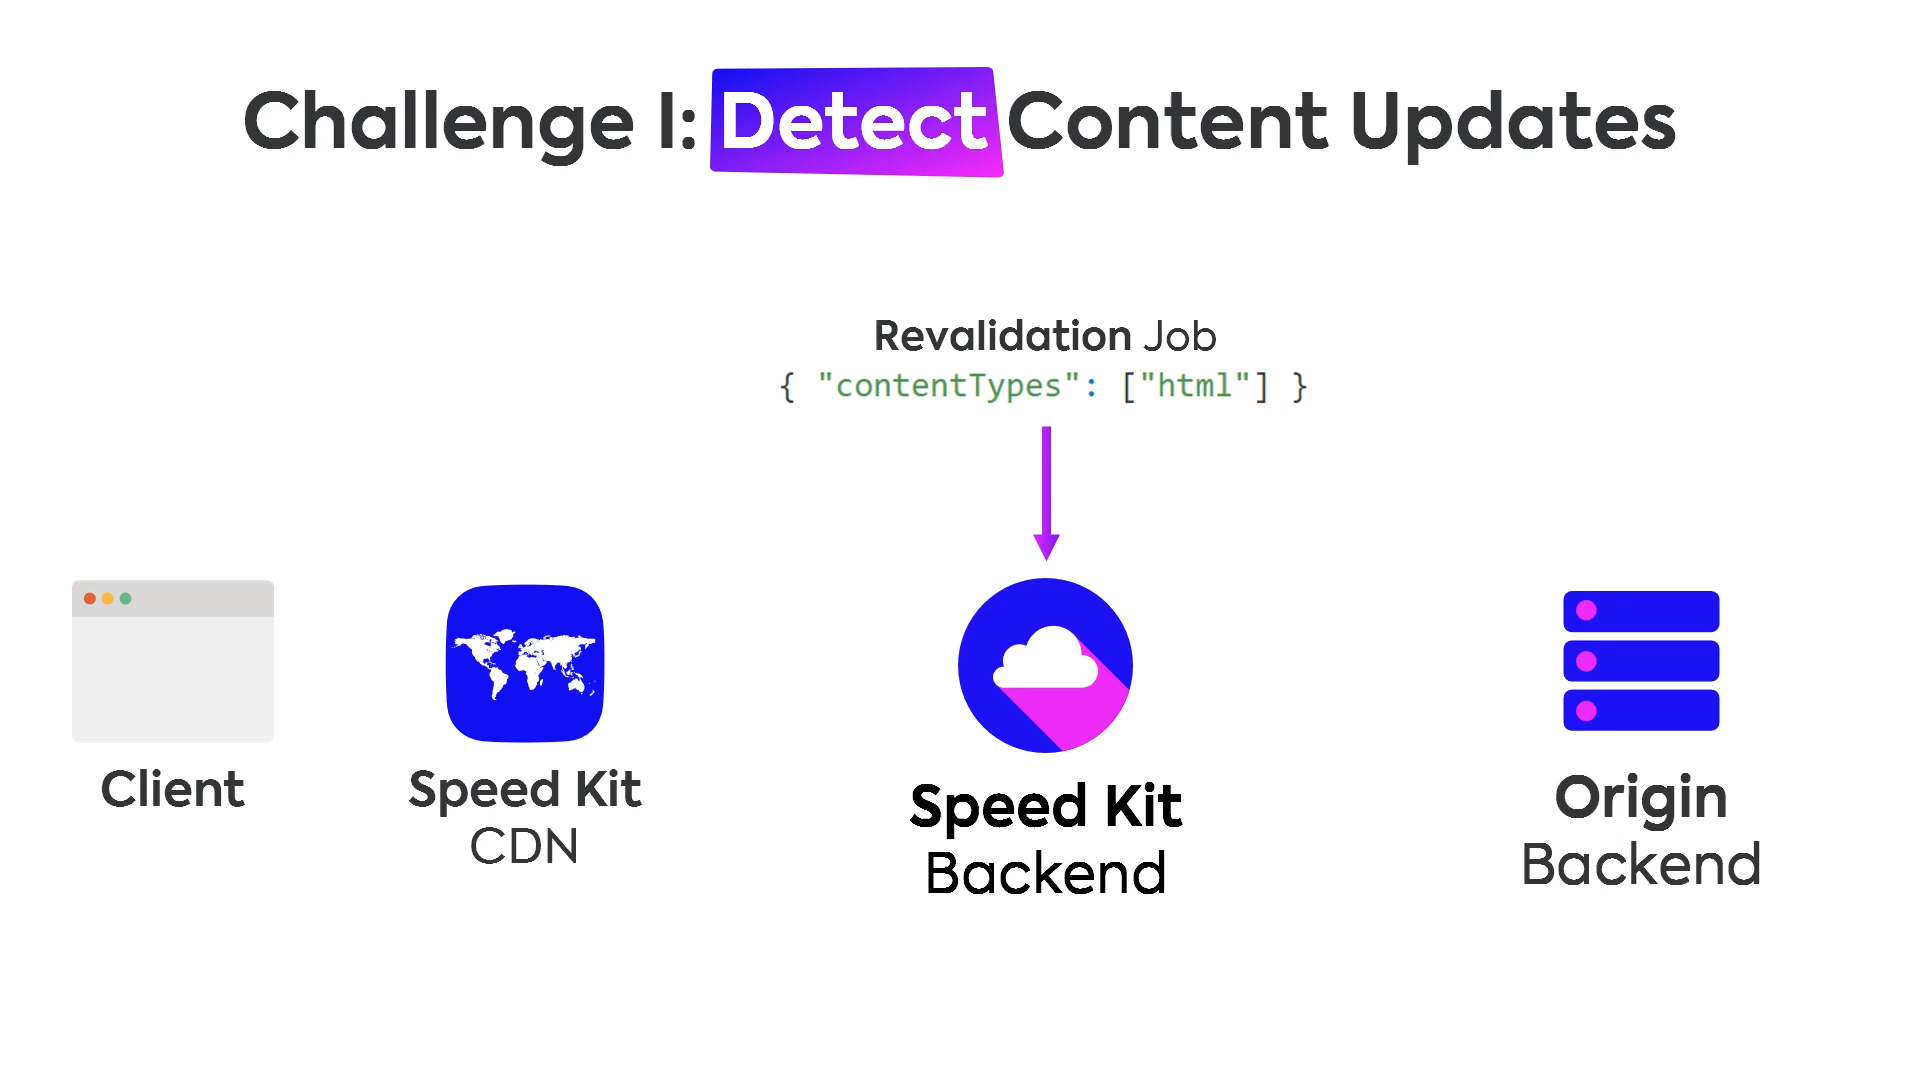 Challenge I: Detect Content Updates
Revalidation Job
{ "contentTypes": ["html"] }
Client
Speed Kit
CDN
Speed Kit
Backend
Origin
Backend